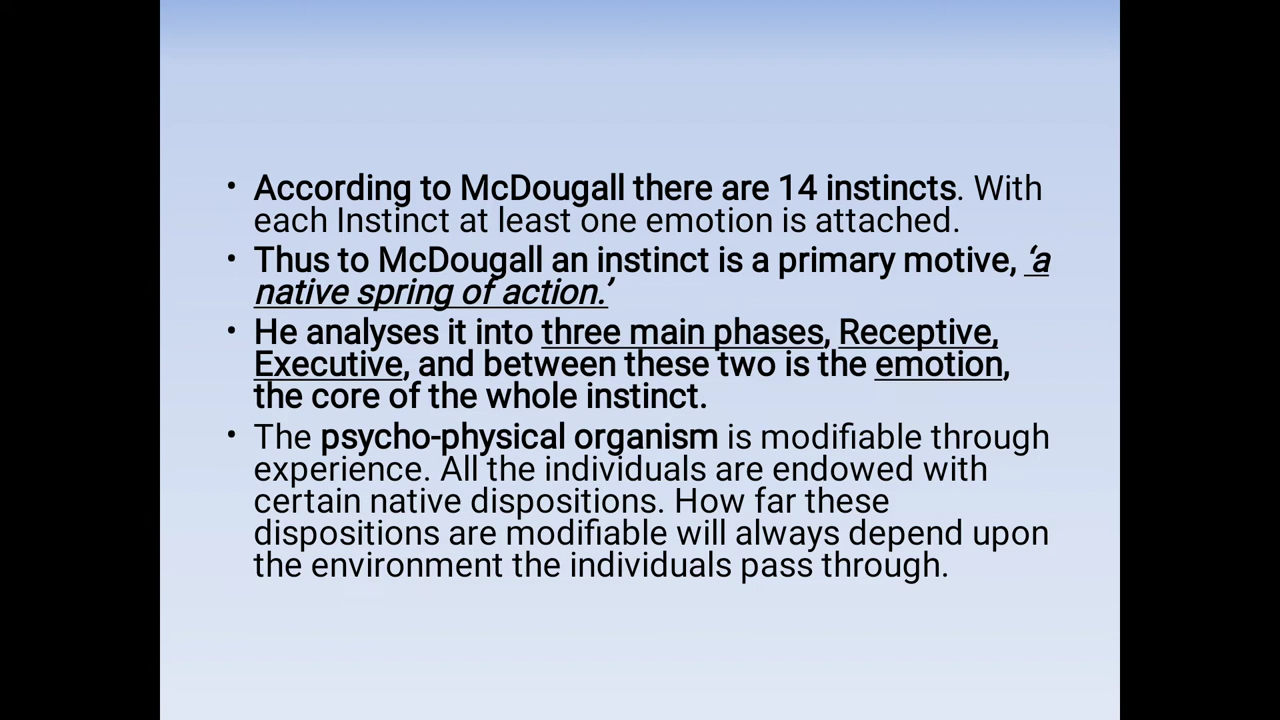 • According to McDougall there are 14 instincts. With
each Instinct at least one emotion is attached.
• Thus to McDougall an instinct is a primary motive, ‘a
native spring of action.’
• He analyses it into three main phases, Receptive,
Executive, and between these two is the emotion,
the core of the whole instinct.
• The psycho-physical organism is modifiable through
experience. All the individuals are endowed with
certain native dispositions. How far these
dispositions are modifiable will always depend upon
the environment the individuals pass through.